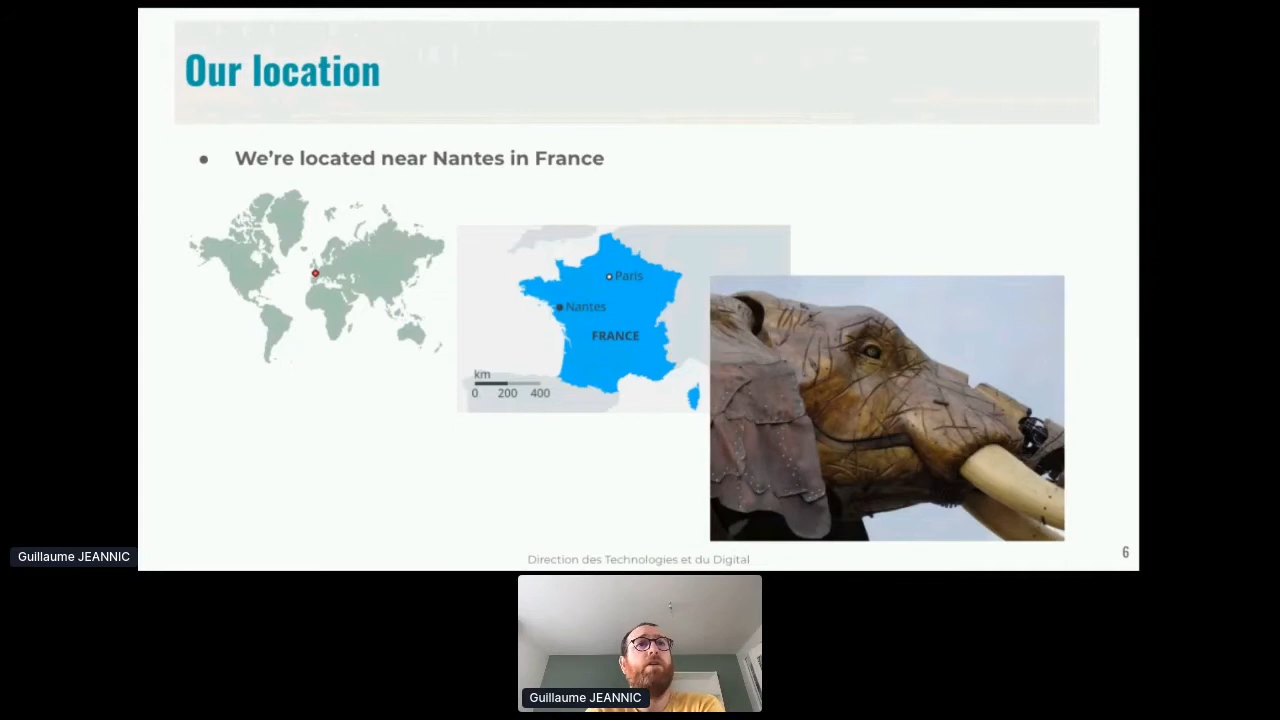 Our location
● We’re located near Nantes in France
Paris
Nantes
FRANCE
km
0 200 400
Direction des Technologies et du Digital
6
Guillaume JEANNIC
Guillaume JEANNIC